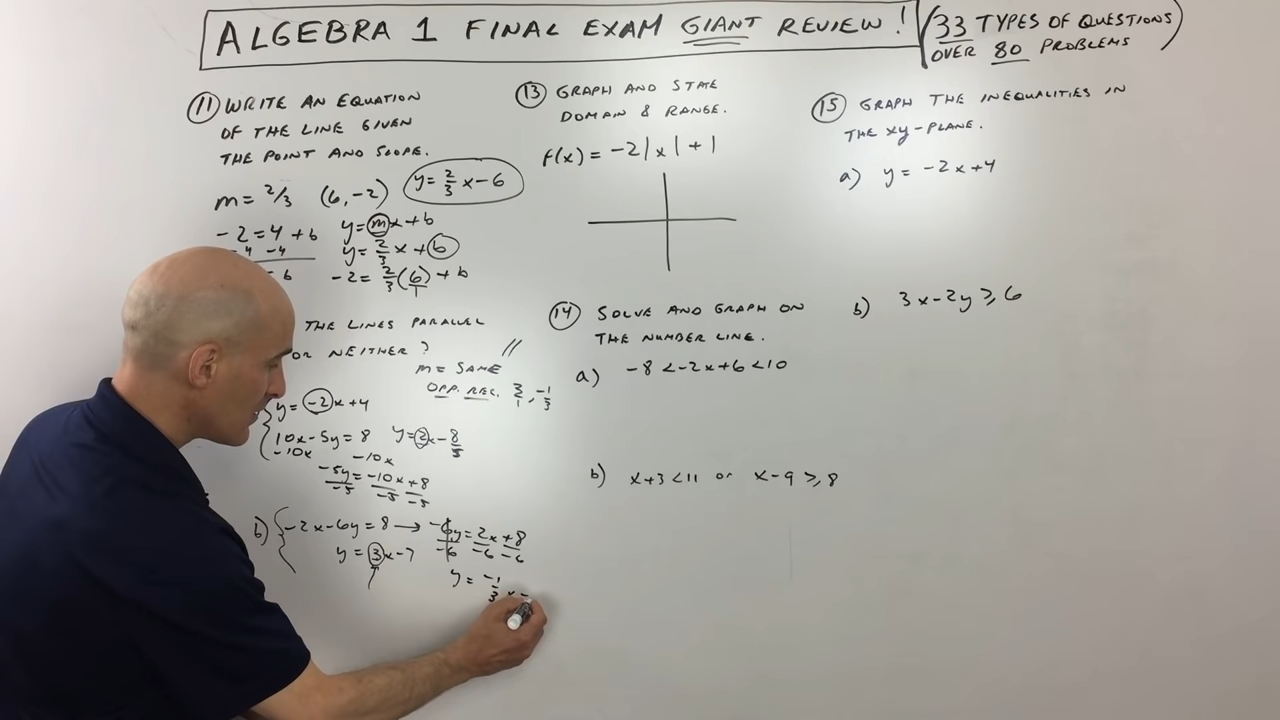 ALGEBRA 1 FINAL EXAM GIANT REVIEW!
(33 TYPES OF QUESTIONS
OVER 80 PROBLEMS)
11 WRITE AN EQUATION
OF THE LINE GIVEN
THE POINT AND SLOPE.
m = 2/3 (6, -2) y = 2/3 x - 6
-2 = 4 + b y = mx + b
-4 -4 y = 2/3 x + b
b -2 = 2/3 (6)/1 + b
THE LINES PARALLEL
OR NEITHER? //
m = SAME
OPP. REC. 3/1, -1/3
y = -2x+4
10x - 5y = 8 y = 2x - 8/5
-10x -10x
-5y = -10x + 8
-5 -5 -5
b) -2x - 6y = 8 → -6y = 2x + 8
y = 3x - 7 -6 -6 -6
y = -1/3 x -
13 GRAPH AND STATE
DOMAIN & RANGE.
f(x) = -2|x| + 1
14 SOLVE AND GRAPH ON
THE NUMBER LINE.
a) -8 < -2x + 6 < 10
b) x + 3 < 11 or x - 9 ≥ 8
15 GRAPH THE INEQUALITIES IN
THE xy-PLANE.
a) y = -2x + 4
b) 3x - 2y ≥ 6